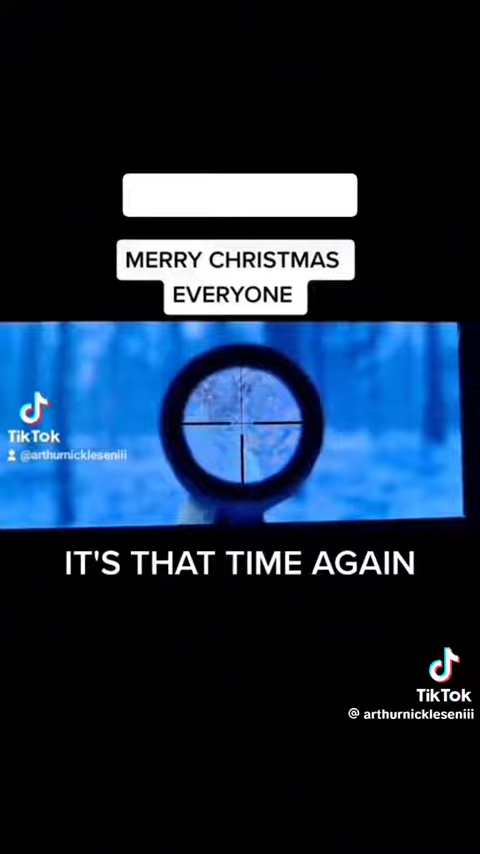 MERRY CHRISTMAS
EVERYONE
TikTok
@arthurnickleseniii
IT'S THAT TIME AGAIN
TikTok
@ arthurnickleseniii